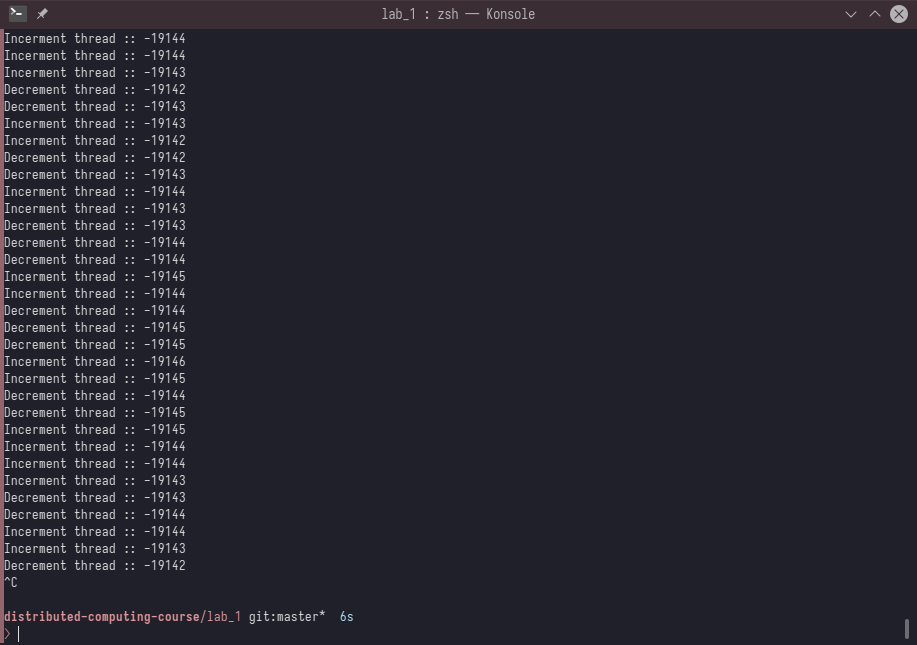 lab_1 : zsh — Konsole
Incerment thread :: -19144
Incerment thread :: -19144
Incerment thread :: -19143
Decrement thread :: -19142
Decrement thread :: -19143
Incerment thread :: -19143
Incerment thread :: -19142
Decrement thread :: -19142
Decrement thread :: -19143
Incerment thread :: -19144
Incerment thread :: -19143
Decrement thread :: -19143
Decrement thread :: -19144
Decrement thread :: -19144
Incerment thread :: -19145
Incerment thread :: -19144
Decrement thread :: -19144
Decrement thread :: -19145
Decrement thread :: -19145
Incerment thread :: -19146
Incerment thread :: -19145
Decrement thread :: -19144
Decrement thread :: -19145
Incerment thread :: -19145
Incerment thread :: -19144
Incerment thread :: -19144
Incerment thread :: -19143
Decrement thread :: -19143
Decrement thread :: -19144
Incerment thread :: -19144
Incerment thread :: -19143
Decrement thread :: -19142
^C
distributed-computing-course/lab_1 git:master* 6s
❯